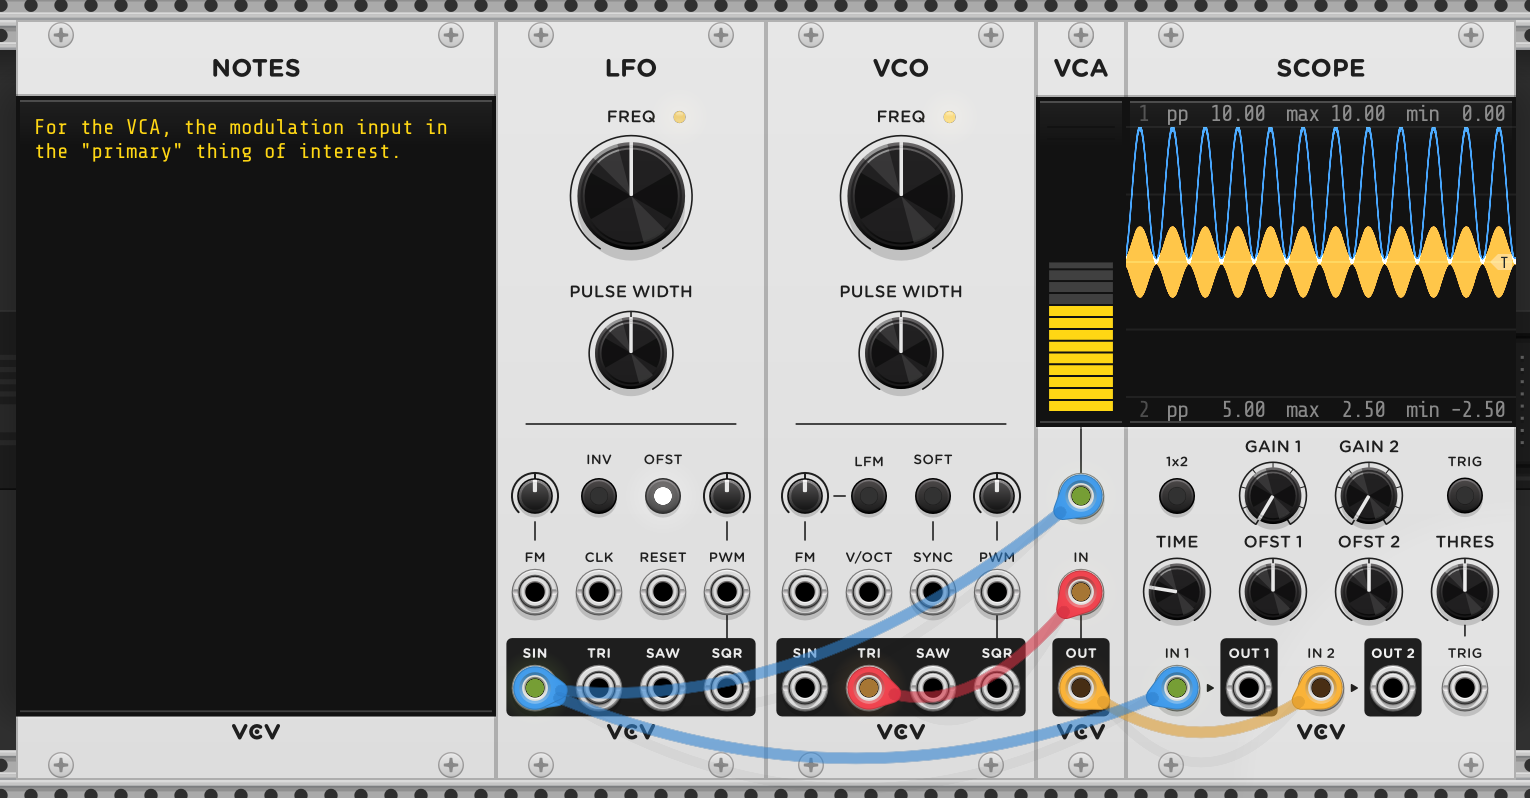 NOTES
For the VCA, the modulation input in
the "primary" thing of interest.
VCV
LFO
FREQ
PULSE WIDTH
INV OFST
FM CLK RESET PWM
SIN TRI SAW SQR
VCV
VCO
FREQ
PULSE WIDTH
LFM SOFT
FM V/OCT SYNC PWM
SIN TRI SAW SQR
VCV
VCA
IN
OUT
VCV
SCOPE
1 pp 10.00 max 10.00 min 0.00
T
2 pp 5.00 max 2.50 min -2.50
1x2 GAIN 1 GAIN 2 TRIG
TIME OFST 1 OFST 2 THRES
IN 1 OUT 1 IN 2 OUT 2 TRIG
VCV